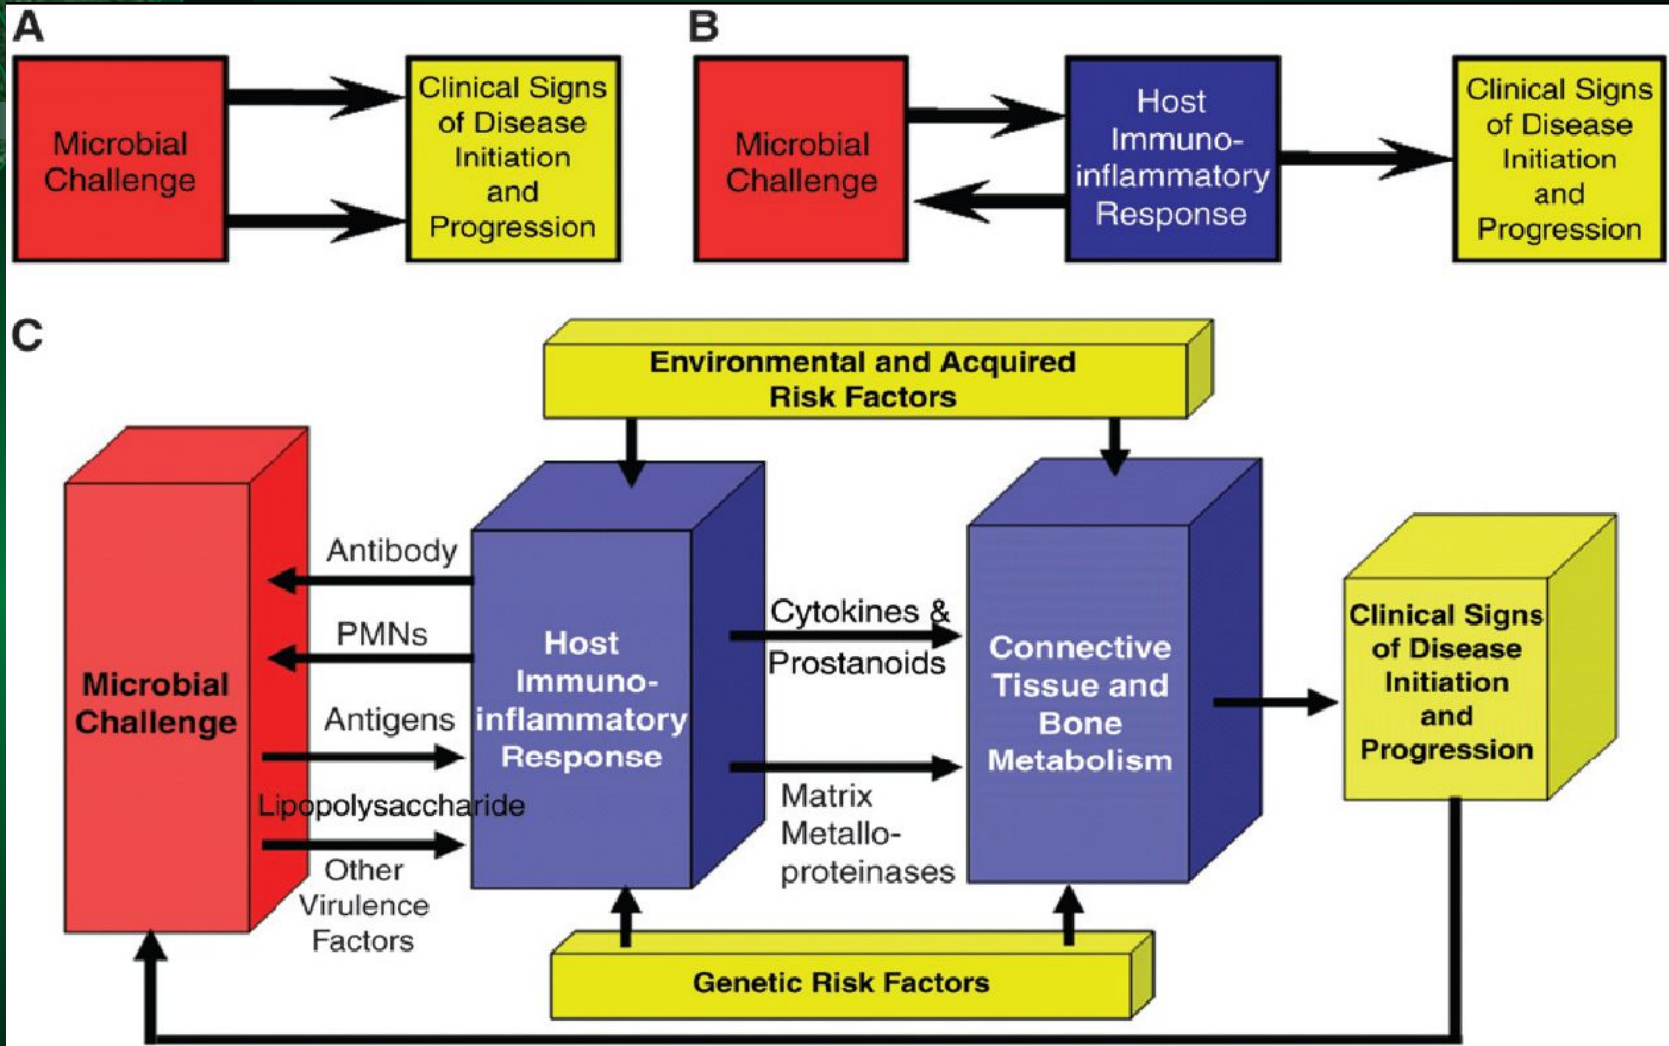 A
Microbial
Challenge
Clinical Signs
of Disease
Initiation
and
Progression
B
Microbial
Challenge
Host
Immuno-
inflammatory
Response
Clinical Signs
of Disease
Initiation
and
Progression
C
Environmental and Acquired
Risk Factors
Microbial
Challenge
Antibody
PMNs
Antigens
Lipopolysaccharide
Other
Virulence
Factors
Host
Immuno-
inflammatory
Response
Cytokines &
Prostanoids
Matrix
Metallo-
proteinases
Connective
Tissue and
Bone
Metabolism
Clinical Signs
of Disease
Initiation
and
Progression
Genetic Risk Factors